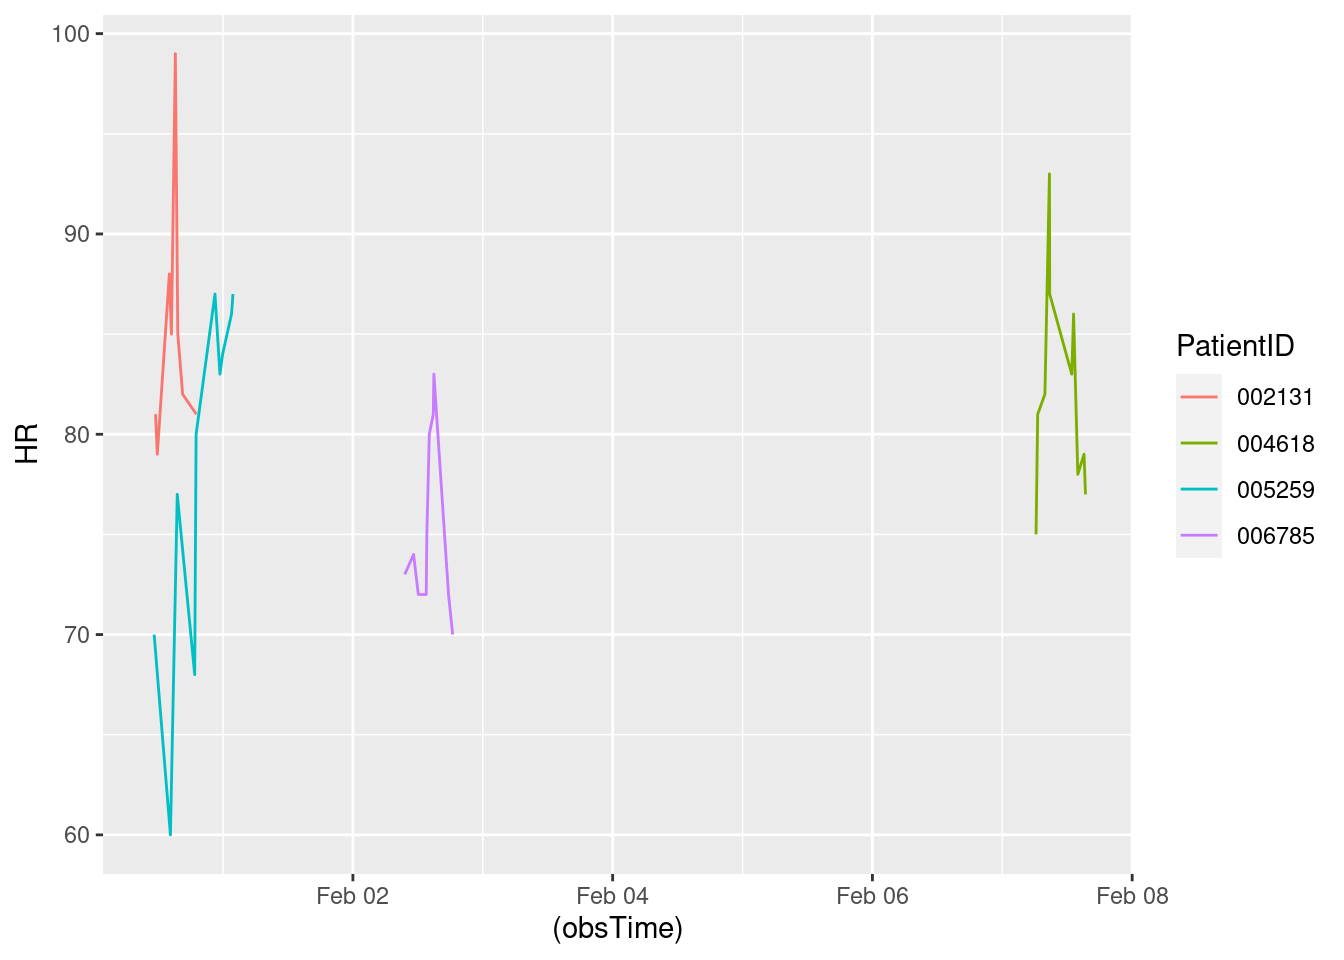 100
90
80
70
60
HR
Feb 02
Feb 04
Feb 06
Feb 08
(obsTime)
PatientID
002131
004618
005259
006785